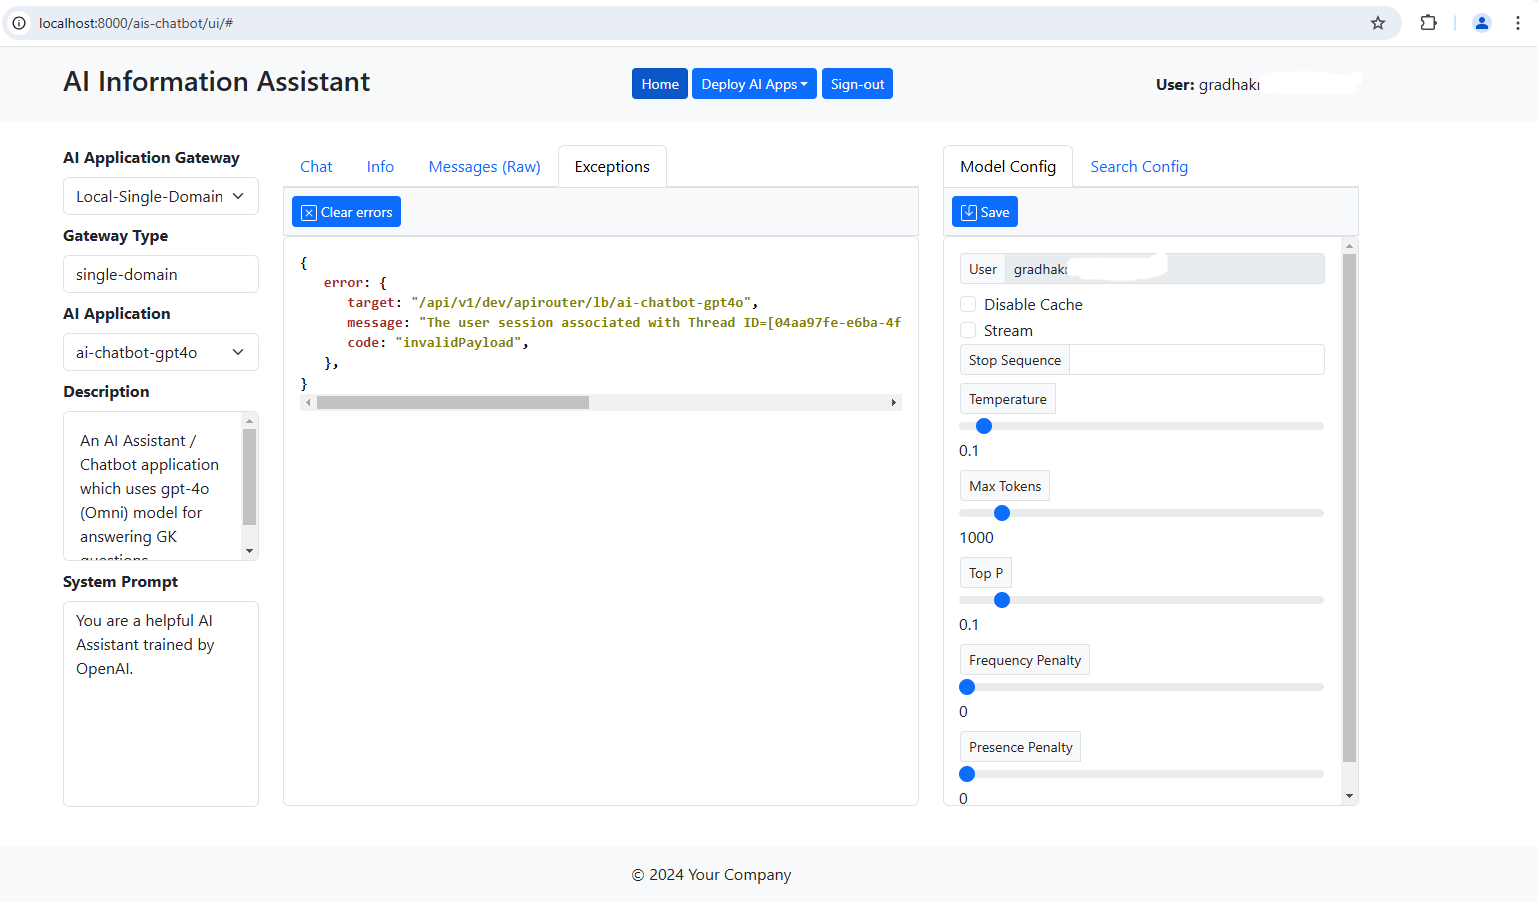 localhost:8000/ais-chatbot/ui/#
AI Information Assistant
Home
Deploy AI Apps
Sign-out
User:
AI Application Gateway
Local-Single-Domain
Gateway Type
single-domain
AI Application
ai-chatbot-gpt4o
Description
An AI Assistant /
Chatbot application
which uses gpt-4o
(Omni) model for
answering GK
questions
System Prompt
You are a helpful AI
Assistant trained by
OpenAI.
Chat Info Messages (Raw) Exceptions
Clear errors
{
error: {
target: "/api/v1/dev/apirouter/lb/ai-chatbot-gpt4o",
message: "The user session associated with Thread ID=[04aa97fe-e6ba-4f
code: "invalidPayload",
},
}
Model Config Search Config
Save
User
Disable Cache
Stream
Stop Sequence
Temperature
0.1
Max Tokens
1000
Top P
0.1
Frequency Penalty
0
Presence Penalty
0
© 2024 Your Company